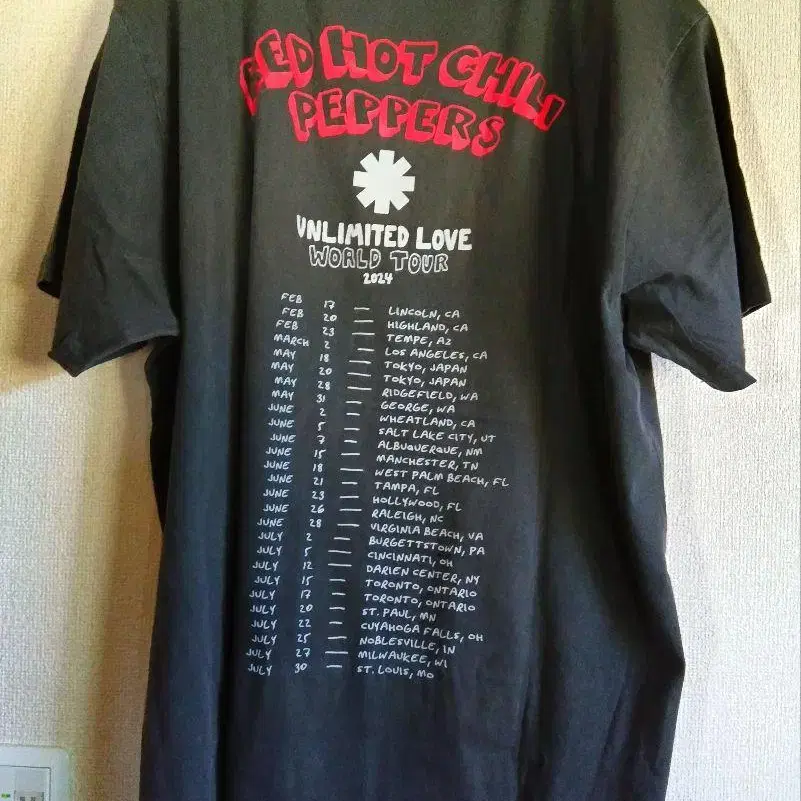 RED HOT CHILI
PEPPERS
UNLIMITED LOVE
WORLD TOUR
2024
FEB 17 — LINCOLN, CA
FEB 20 — HIGHLAND, CA
FEB 23 — TEMPE, AZ
MARCH 2 — LOS ANGELES, CA
MAY 18 — TOKYO, JAPAN
MAY 20 — TOKYO, JAPAN
MAY 28 — RIDGEFIELD, WA
MAY 31 — GEORGE, WA
JUNE 2 — WHEATLAND, CA
JUNE 5 — SALT LAKE CITY, UT
JUNE 7 — ALBUQUERQUE, NM
JUNE 15 — MANCHESTER, TN
JUNE 18 — WEST PALM BEACH, FL
JUNE 21 — TAMPA, FL
JUNE 23 — HOLLYWOOD, FL
JUNE 26 — RALEIGH, NC
JUNE 28 — VIRGINIA BEACH, VA
JULY 2 — BURGETTSTOWN, PA
JULY 5 — CINCINNATI, OH
JULY 12 — DARIEN CENTER, NY
JULY 15 — TORONTO, ONTARIO
JULY 17 — TORONTO, ONTARIO
JULY 20 — ST. PAUL, MN
JULY 22 — CUYAHOGA FALLS, OH
JULY 25 — NOBLESVILLE, IN
JULY 27 — MILWAUKEE, WI
JULY 30 — ST. LOUIS, MO